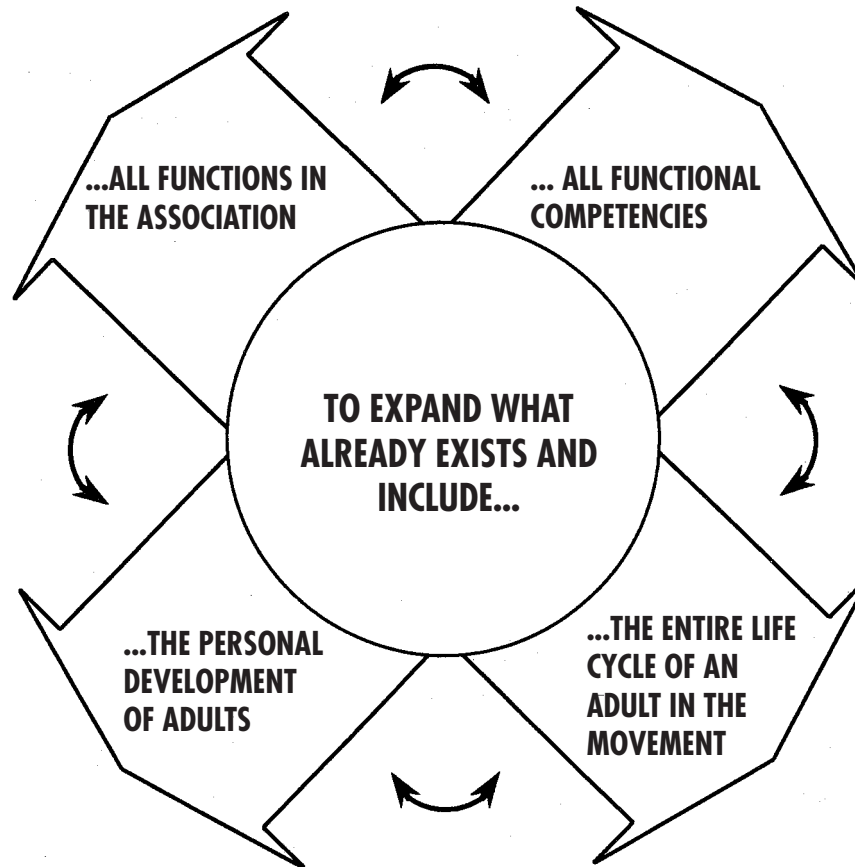 ...ALL FUNCTIONS IN
THE ASSOCIATION
... ALL FUNCTIONAL
COMPETENCIES
TO EXPAND WHAT
ALREADY EXISTS AND
INCLUDE...
...THE PERSONAL
DEVELOPMENT
OF ADULTS
...THE ENTIRE LIFE
CYCLE OF AN
ADULT IN THE
MOVEMENT